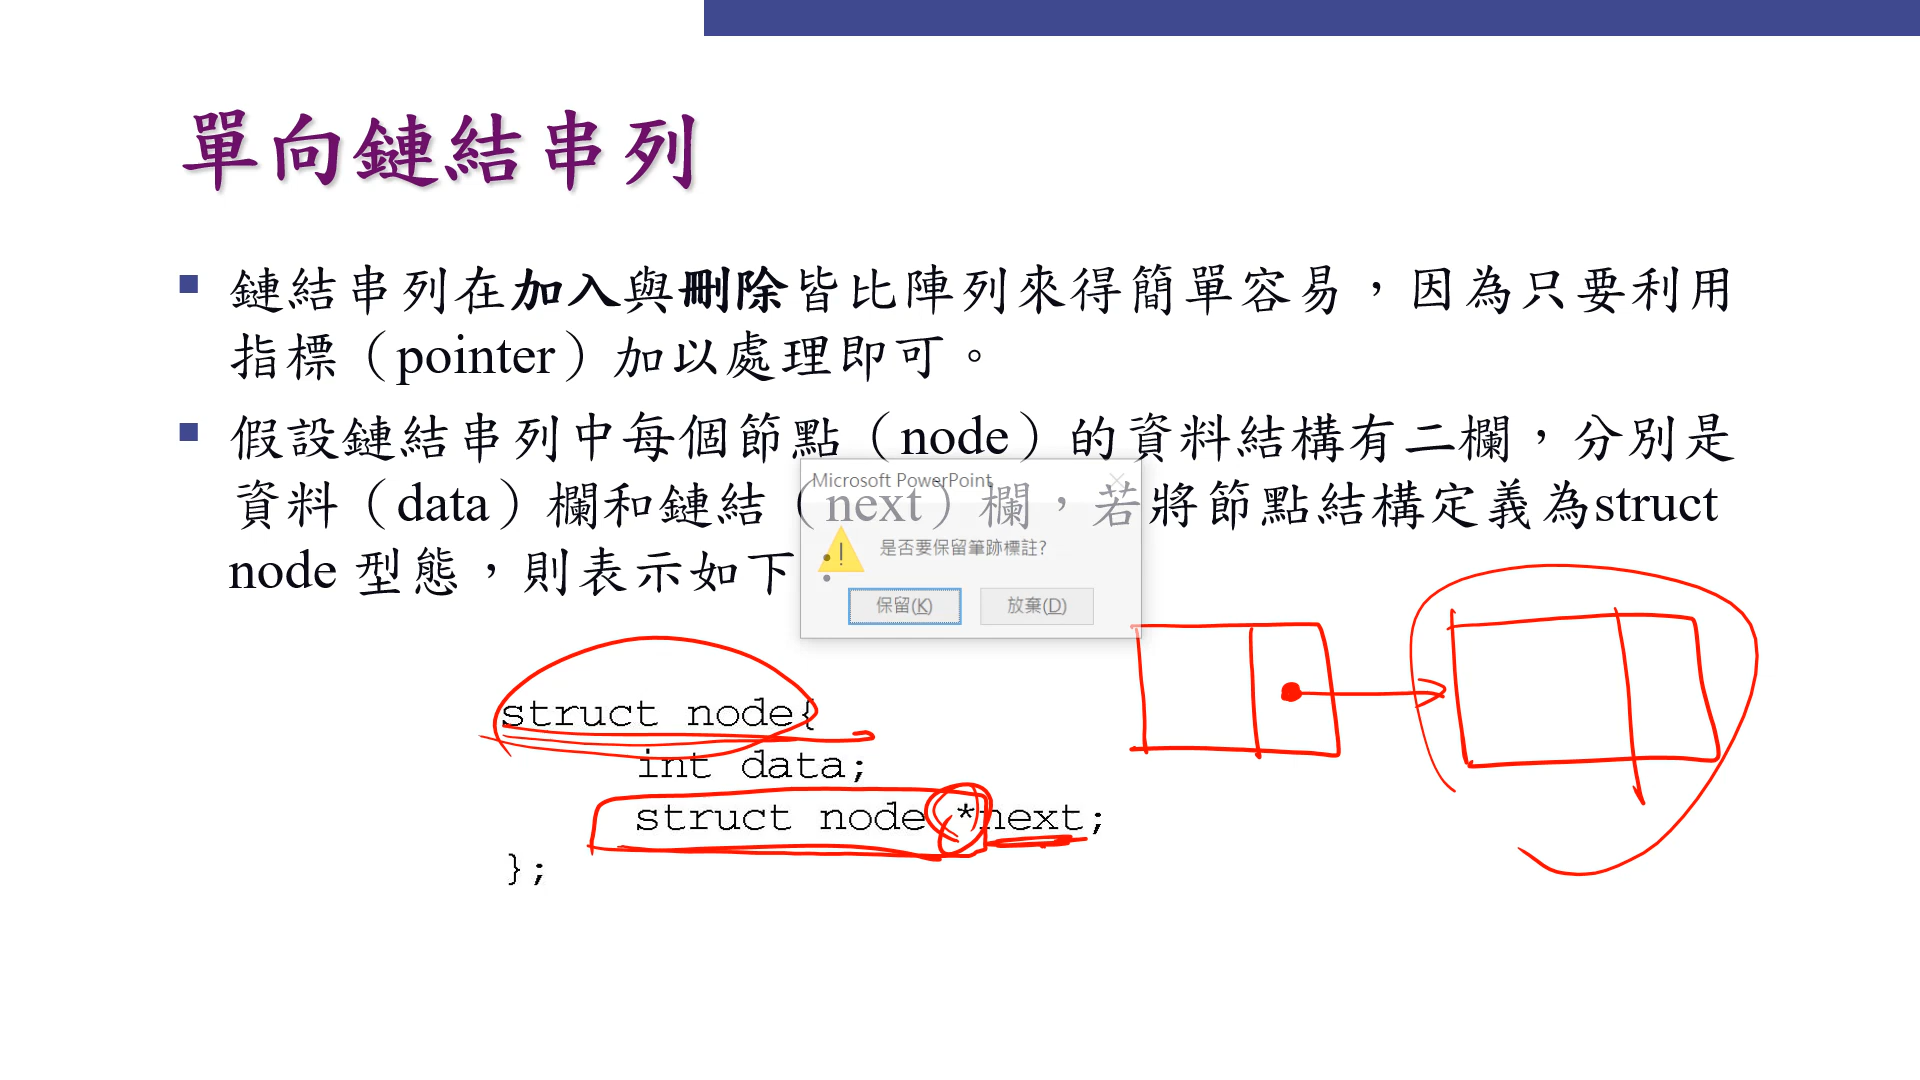 單向鏈結串列
鏈結串列在加入與刪除皆比陣列來得簡單容易，因為只要利用
指標（pointer）加以處理即可。
假設鏈結串列中每個節點（node）的資料結構有二欄，分別是
資料（data）欄和鏈結（next）欄，若將節點結構定義為struct
node 型態，則表示如下：
Microsoft PowerPoint
是否要保留筆跡標註?
保留(K) 放棄(D)
struct node{
int data;
struct node *next;
};